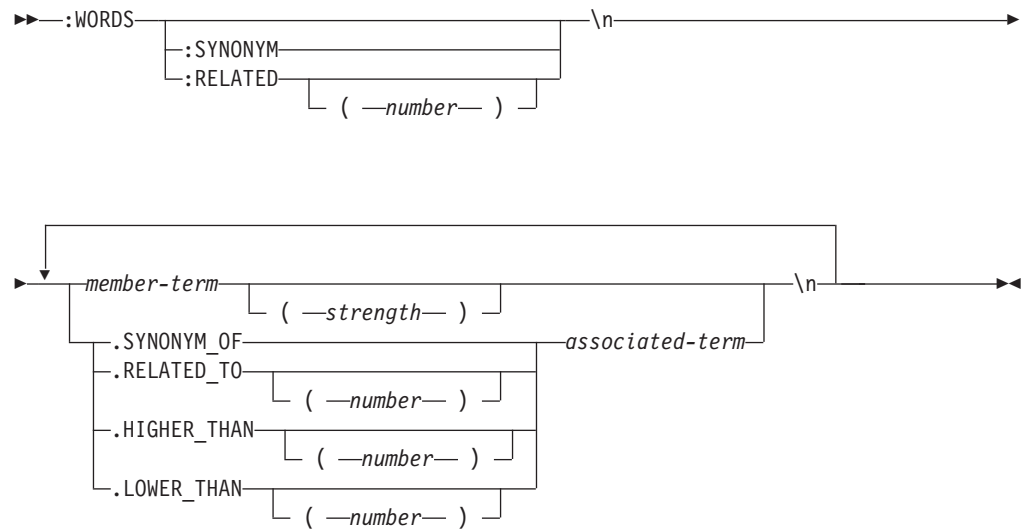 :WORDS \n
:SYNONYM
:RELATED
( number )
member-term \n
( strength )
.SYNONYM_OF associated-term
.RELATED_TO
( number )
.HIGHER_THAN
( number )
.LOWER_THAN
( number )